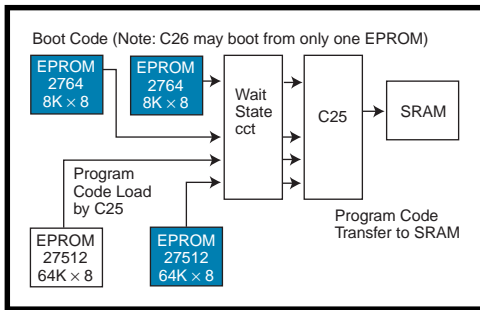 Boot Code (Note: C26 may boot from only one EPROM)
EPROM
2764
8K × 8
EPROM
2764
8K × 8
Wait
State
cct
C25
SRAM
Program
Code Load
by C25
Program Code
Transfer to SRAM
EPROM
27512
64K × 8
EPROM
27512
64K × 8